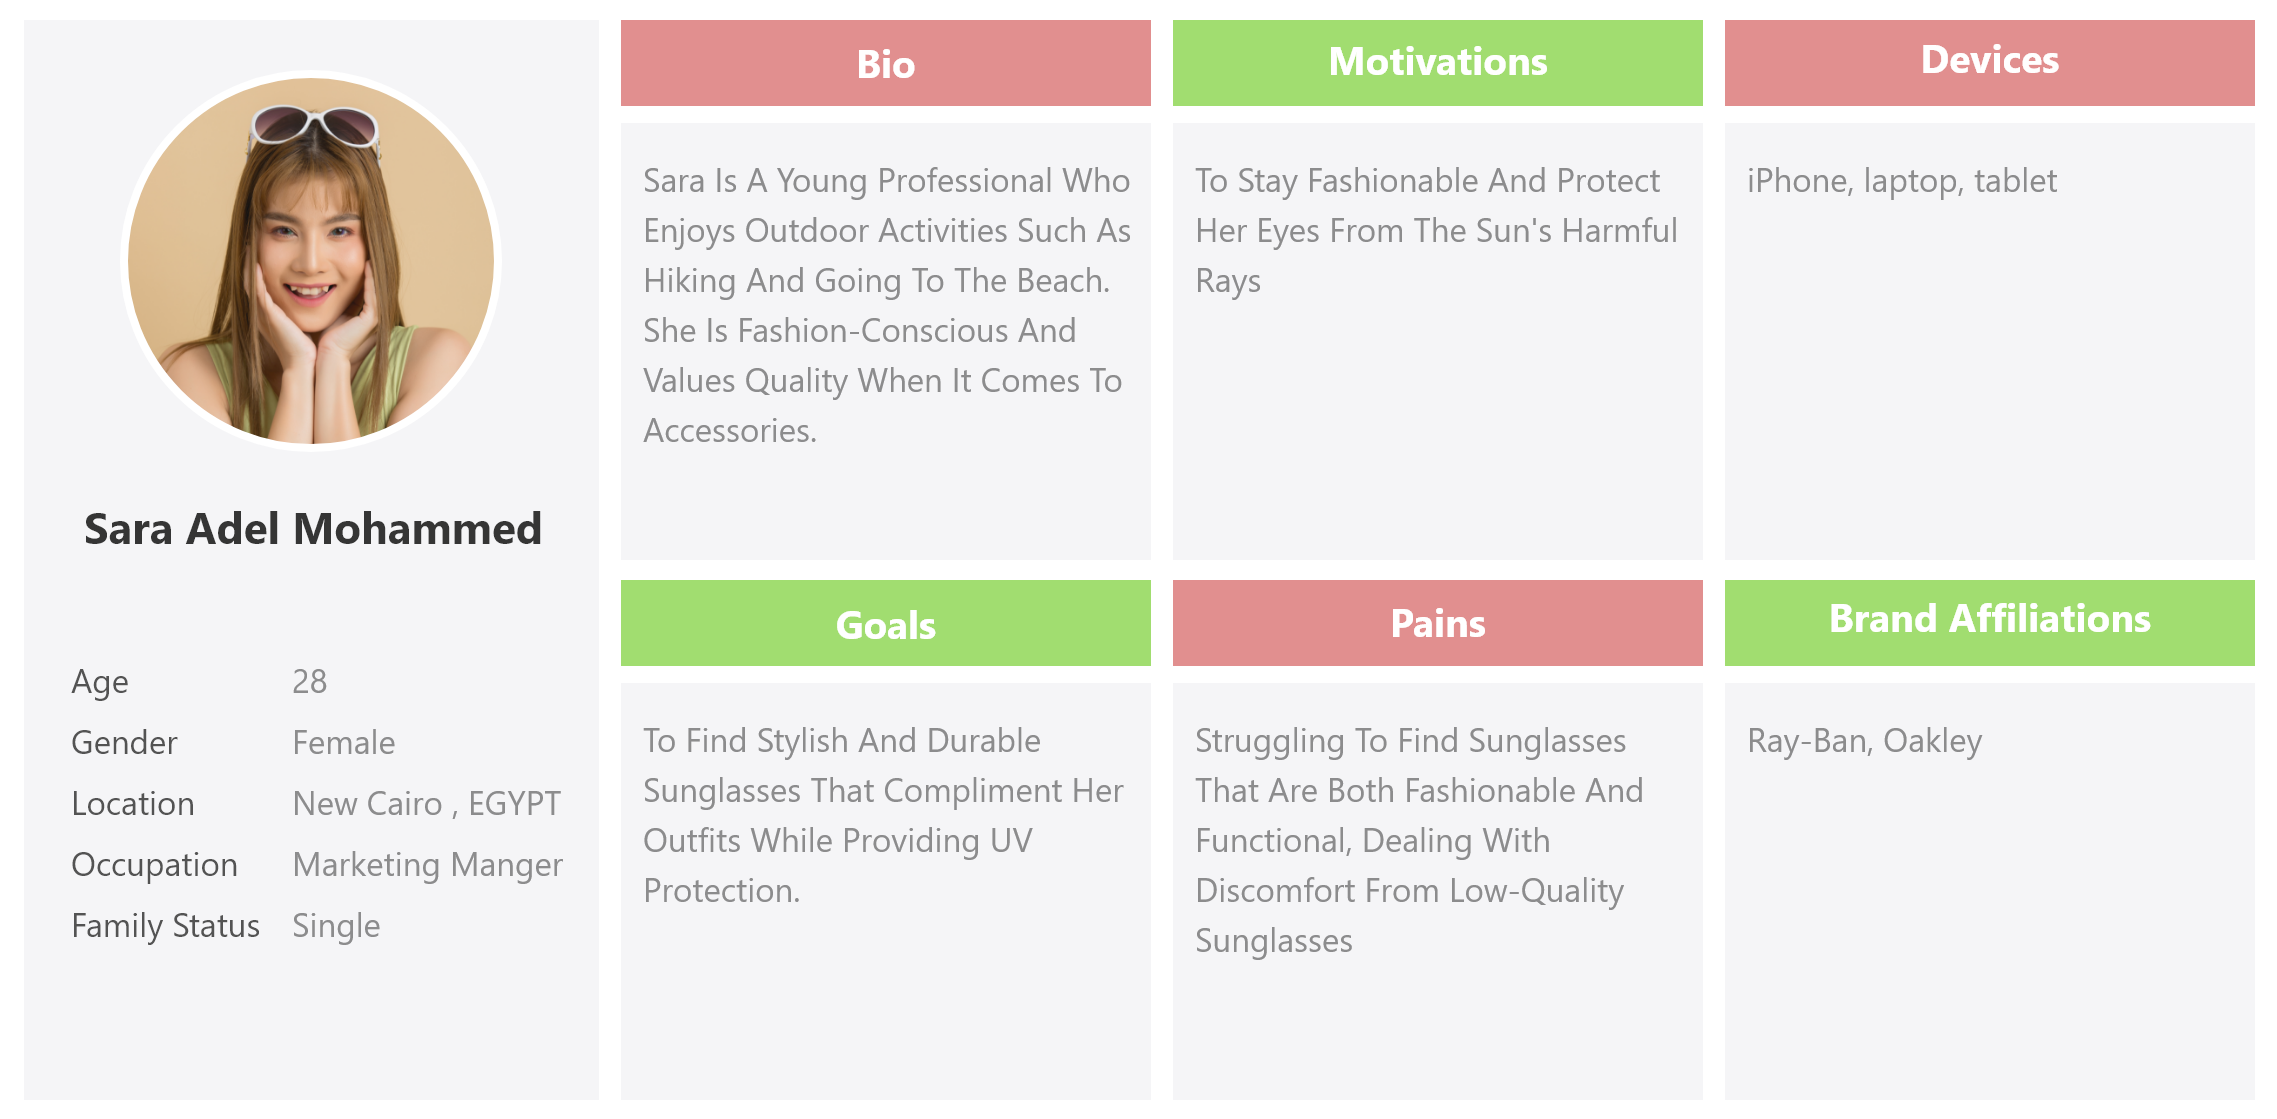 Sara Adel Mohammed
Age 28
Gender Female
Location New Cairo , EGYPT
Occupation Marketing Manger
Family Status Single
Bio
Sara Is A Young Professional Who
Enjoys Outdoor Activities Such As
Hiking And Going To The Beach.
She Is Fashion-Conscious And
Values Quality When It Comes To
Accessories.
Motivations
To Stay Fashionable And Protect
Her Eyes From The Sun's Harmful
Rays
Devices
iPhone, laptop, tablet
Goals
To Find Stylish And Durable
Sunglasses That Compliment Her
Outfits While Providing UV
Protection.
Pains
Struggling To Find Sunglasses
That Are Both Fashionable And
Functional, Dealing With
Discomfort From Low-Quality
Sunglasses
Brand Affiliations
Ray-Ban, Oakley